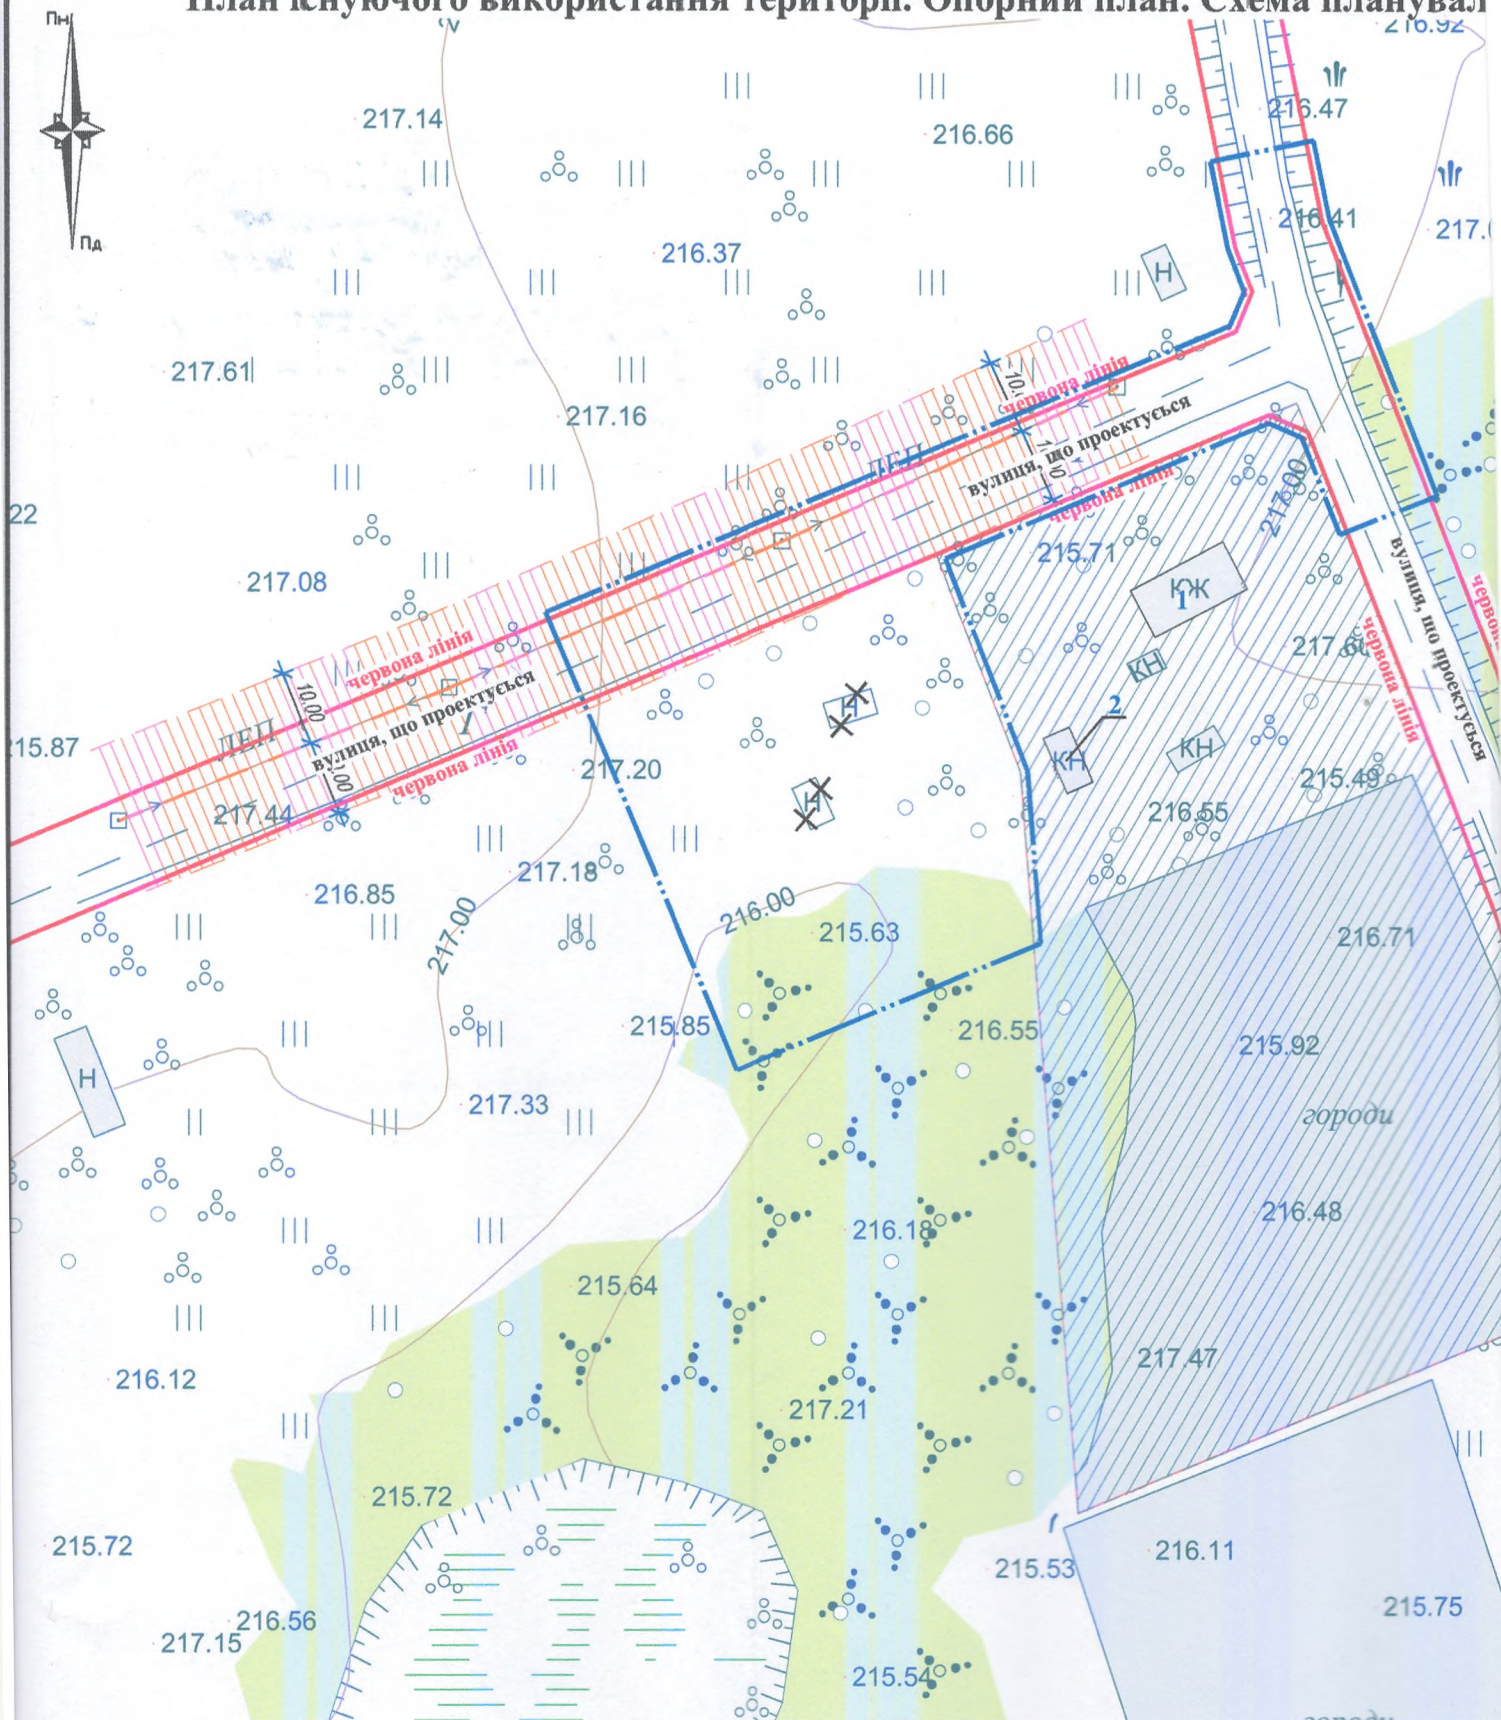 План існуючого використання території. Опорний план. Схема планувал
Пн
Пд
216.92
217.14
216.66
216.47
216.41
216.37
217.61
217.16
Н
10.
червона лінія
ЛЕП
вулиця, що проектується
червона лінія
217.00
215.71
22
217.08
КЖ
1
КН
217.6
вулиця, що проектується
червона лінія
червона
червона лінія
10.00
вулиця, що проектується
ЛЕП
червона лінія
215.87
217.44
217.20
Н
Н
2
КН
КН
215.49
216.55
217.18
216.85
217.00
216.00
215.63
216.71
215.85
216.55
215.92
Н
217.33
городи
216.18
216.48
215.64
217.47
216.12
217.21
215.72
215.72
215.53
216.11
215.75
216.56
217.15
215.54
городи